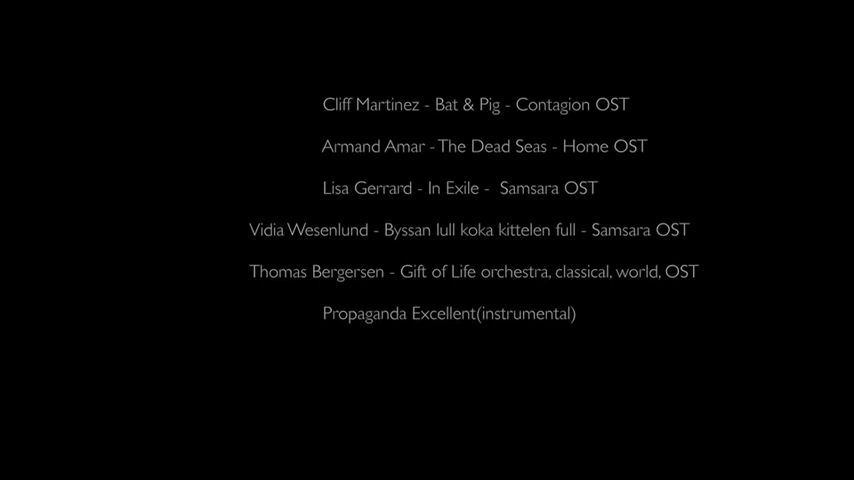 Cliff Martinez - Bat & Pig - Contagion OST
Armand Amar - The Dead Seas - Home OST
Lisa Gerrard - In Exile - Samsara OST
Vidia Wesenlund - Byssan lull koka kittelen full - Samsara OST
Thomas Bergersen - Gift of Life orchestra, classical, world, OST
Propaganda Excellent(instrumental)